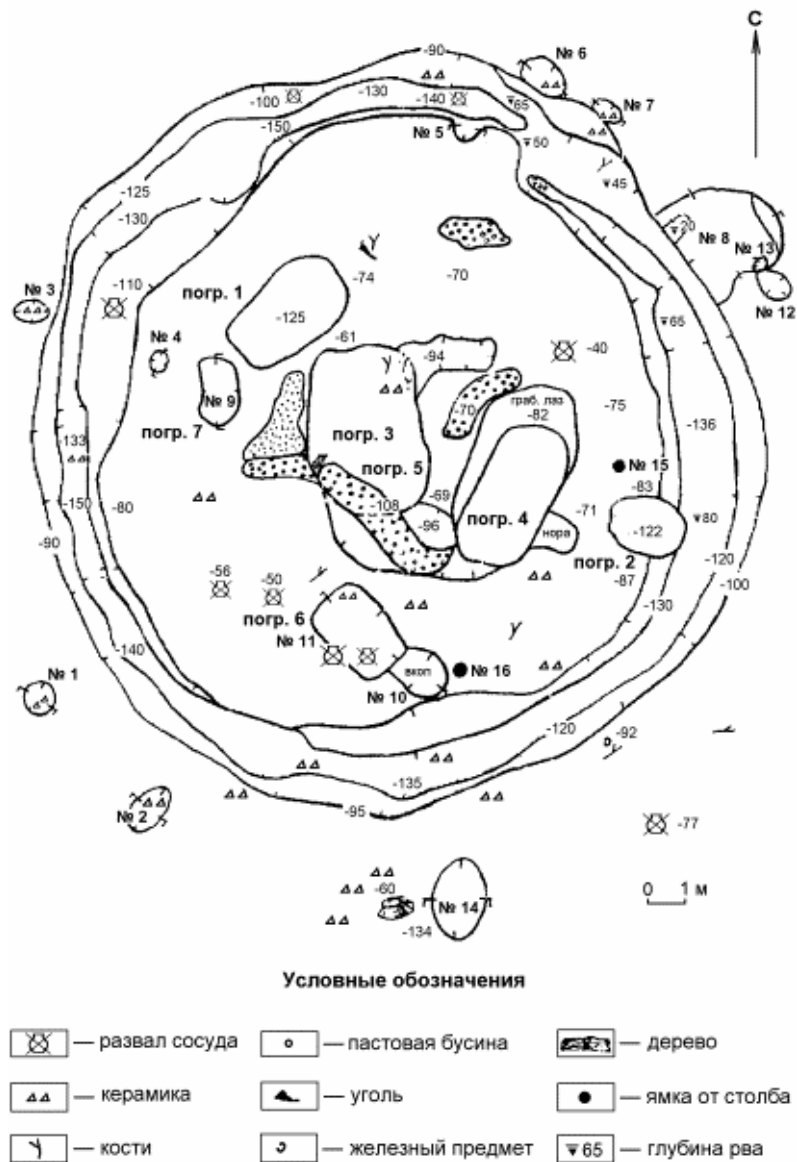 С
-90
№ 6
-100
-130
-140
▾65
№ 7
-150
№ 5
▾50
▾45
-125
-130
▾20
№ 8
-74
-70
№ 13
№ 3
-110
погр. 1
-125
№ 12
-61
▾65
№ 4
-94
-40
№ 9
-70
граб. лаз
-82
-75
-136
погр. 7
погр. 3
-133
погр. 5
№ 15
-83
-150
-80
-108
-69
-96
погр. 4
-71
-122
▾80
нора
-90
погр. 2
-87
-120
-100
-56
-50
-130
погр. 6
-140
№ 11
вкоп
№ 16
№ 1
№ 10
-120
-92
-135
-95
№ 2
-77
-60
№ 14
0 1 м
-134
Условные обозначения
— развал сосуда
— пастовая бусина
— дерево
— керамика
— уголь
— ямка от столба
— кости
— железный предмет
▾65 — глубина рва